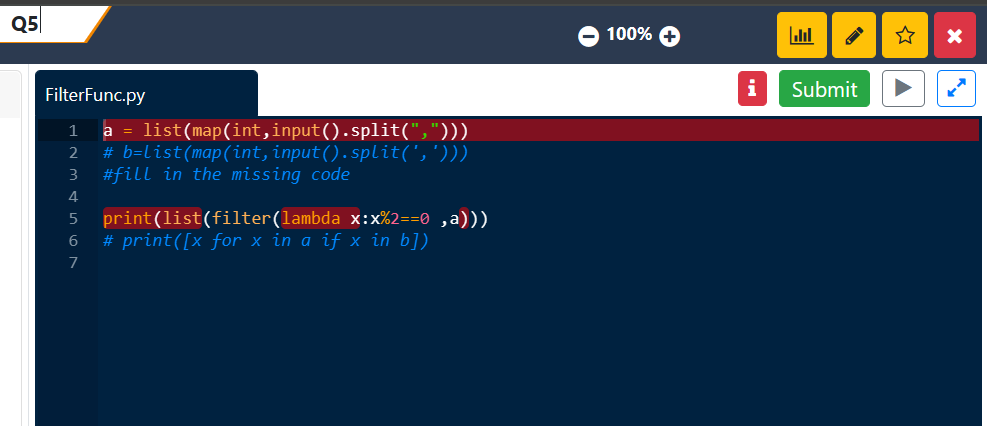 Q5
100%
FilterFunc.py
Submit
1 a = list(map(int,input().split(",")))
2 # b=list(map(int,input().split(',')))
3 #fill in the missing code
4
5 print(list(filter(lambda x:x%2==0 ,a)))
6 # print([x for x in a if x in b])
7